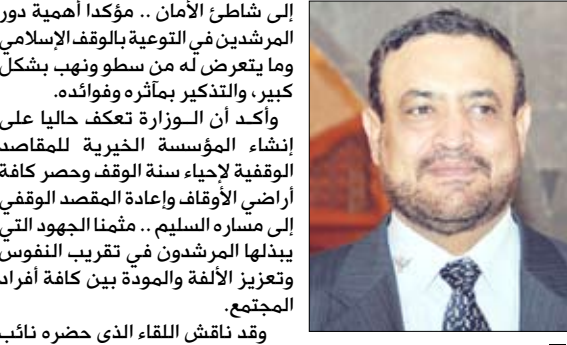 إلى شاطئ الأمان .. مؤكدا أهمية دور
المرشدين في التوعية بالوقف الإسلامي
وما يتعرض له من سطو ونهب بشكل
كبير، والتذكير بمآثره وفوائده.
وأكـد أن الــوزارة تعكف حاليا على
إنشاء المؤسسة الخيرية للمقاصد
الوقفية لإحياء سنة الوقف وحصر كافة
أراضي الأوقاف وإعادة المقصد الوقفي
إلى مساره السليم .. مثمنا الجهود التي
يبذلها المرشدون في تقريب النفوس
وتعزيز الألفة والمودة بين كافة أفراد
المجتمع.
وقد ناقش اللقاء الذي حضره نائب